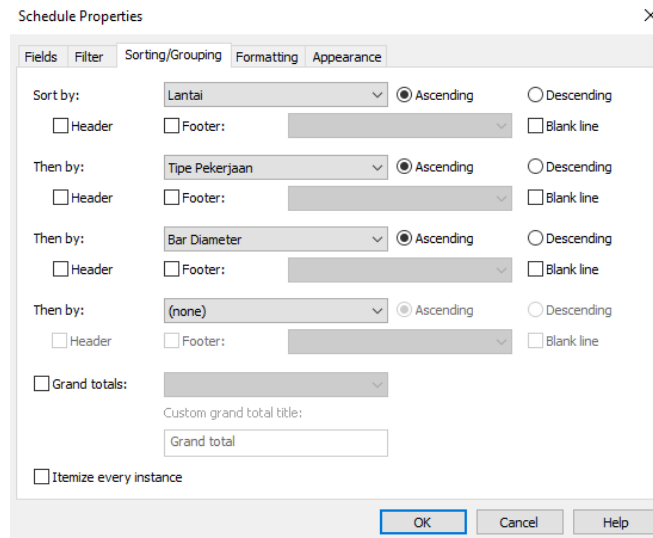 Schedule Properties
Fields Filter Sorting/Grouping Formatting Appearance
Sort by: Lantai Ascending Descending
Header Footer: Blank line
Then by: Tipe Pekerjaan Ascending Descending
Header Footer: Blank line
Then by: Bar Diameter Ascending Descending
Header Footer: Blank line
Then by: (none) Ascending Descending
Header Footer: Blank line
Grand totals:
Custom grand total title:
Grand total
Itemize every instance
OK Cancel Help